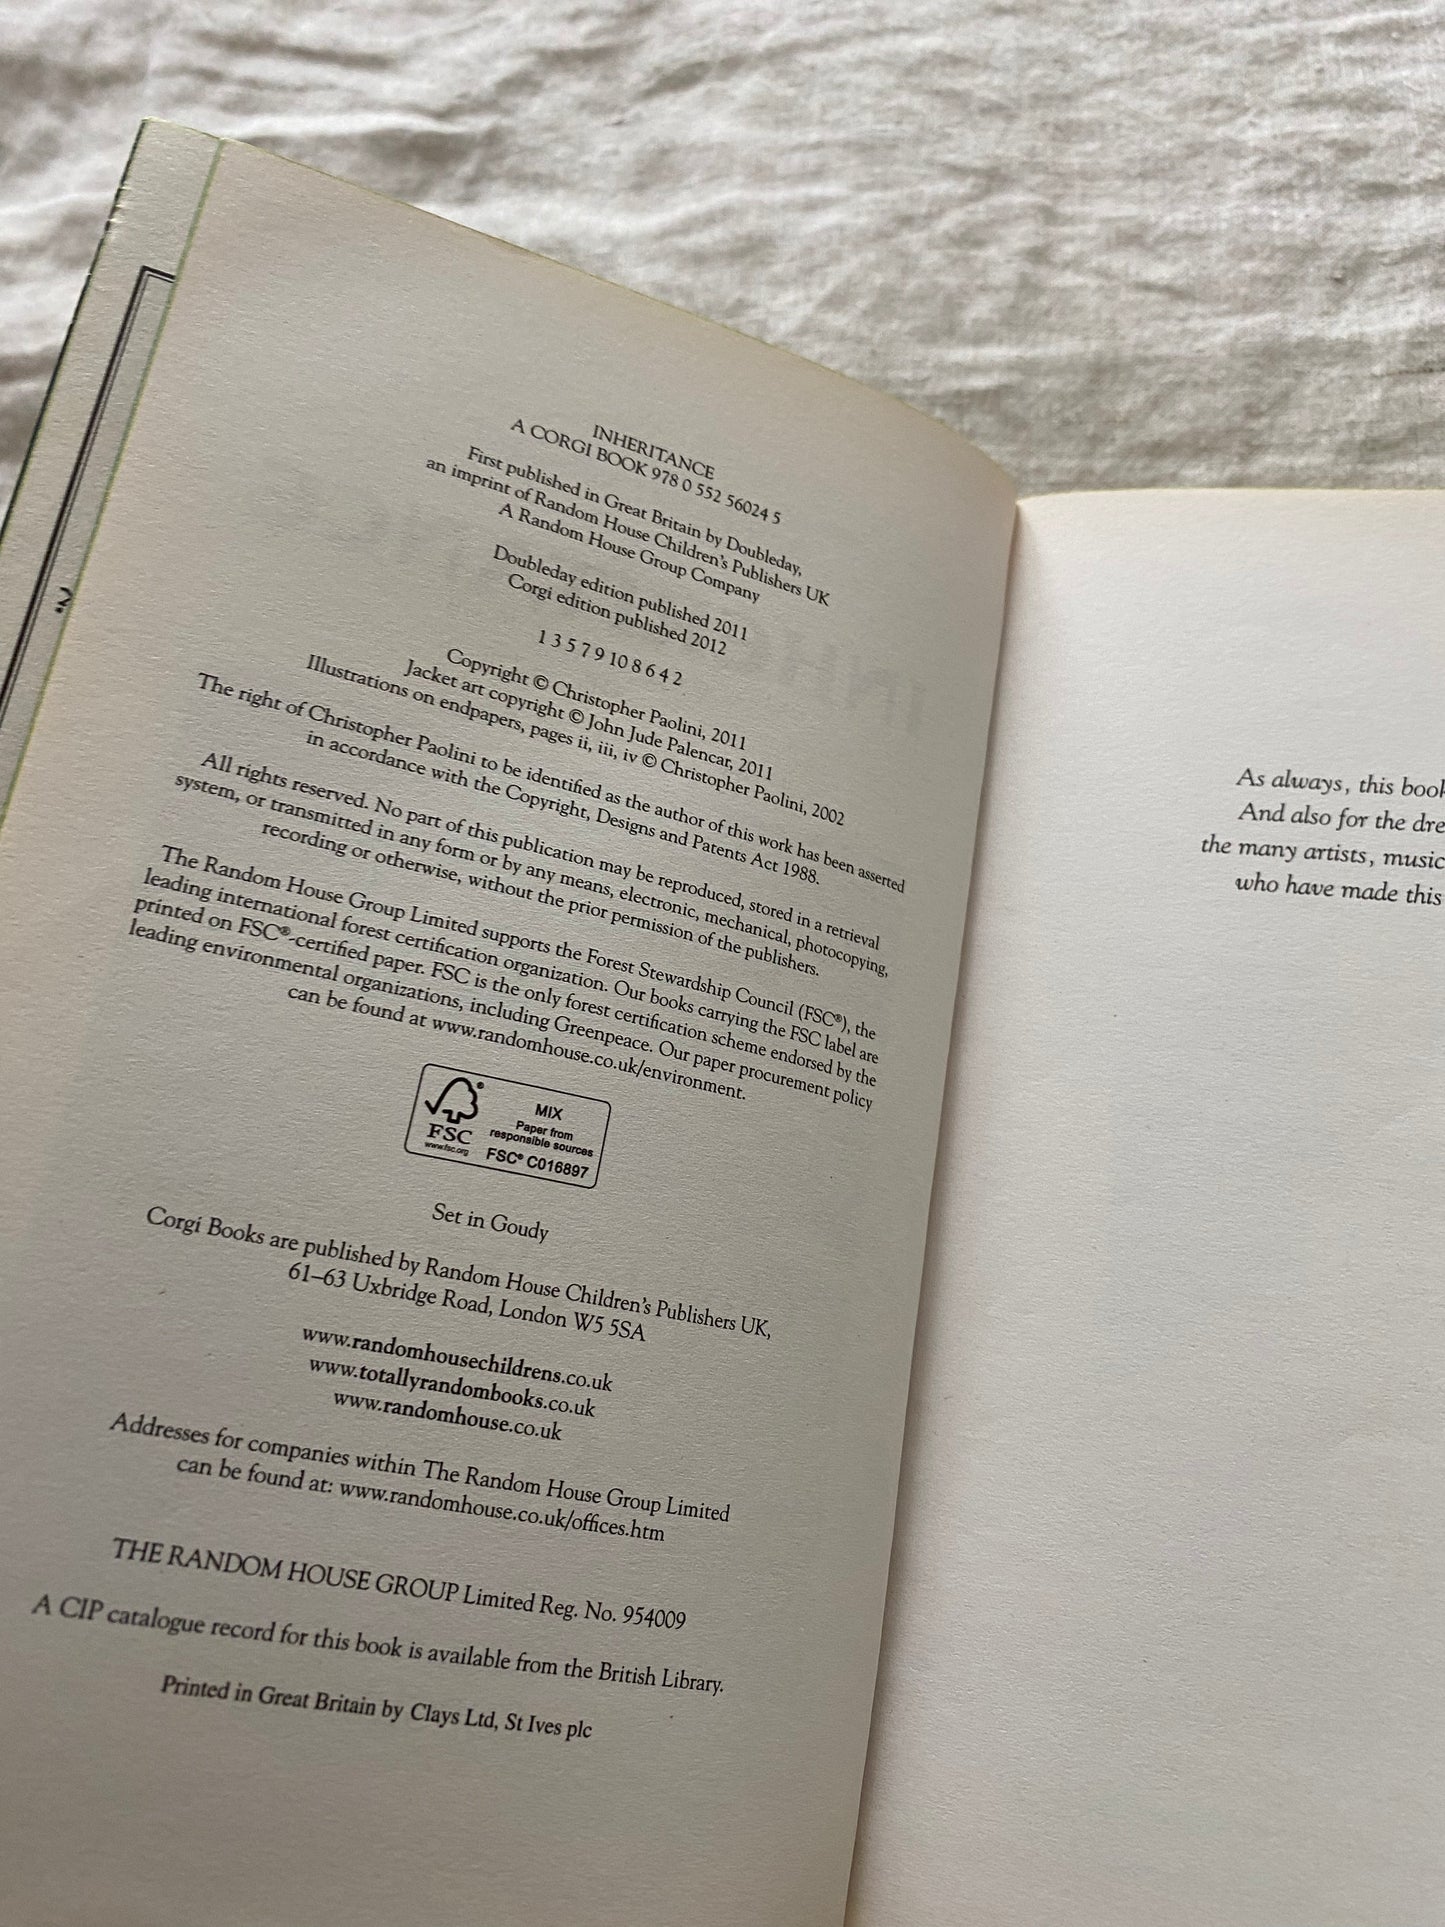 INHERITANCE
A CORGI BOOK 978 0 552 56024 5
First published in Great Britain by Doubleday,
an imprint of Random House Children's Publishers UK
A Random House Group Company
Doubleday edition published 2011
Corgi edition published 2012
1 3 5 7 9 10 8 6 4 2
Copyright © Christopher Paolini, 2011
Jacket art copyright © John Jude Palencar, 2011
Illustrations on endpapers, pages ii, iii, iv © Christopher Paolini, 2002
The right of Christopher Paolini to be identified as the author of this work has been asserted
in accordance with the Copyright, Designs and Patents Act 1988.
All rights reserved. No part of this publication may be reproduced, stored in a retrieval
system, or transmitted in any form or by any means, electronic, mechanical, photocopying,
recording or otherwise, without the prior permission of the publishers.
The Random House Group Limited supports the Forest Stewardship Council (FSC®), the
leading international forest certification organization. Our books carrying the FSC label are
printed on FSC®-certified paper. FSC is the only forest certification scheme endorsed by the
leading environmental organizations, including Greenpeace. Our paper procurement policy
can be found at www.randomhouse.co.uk/environment.
MIX
Paper from
responsible sources
FSC® C016897
FSC
www.fsc.org
Set in Goudy
Corgi Books are published by Random House Children's Publishers UK,
61–63 Uxbridge Road, London W5 5SA
www.randomhousechildrens.co.uk
www.totallyrandombooks.co.uk
www.randomhouse.co.uk
Addresses for companies within The Random House Group Limited
can be found at: www.randomhouse.co.uk/offices.htm
THE RANDOM HOUSE GROUP Limited Reg. No. 954009
A CIP catalogue record for this book is available from the British Library.
Printed in Great Britain by Clays Ltd, St Ives plc
As always, this book
And also for the dre
the many artists, music
who have made this